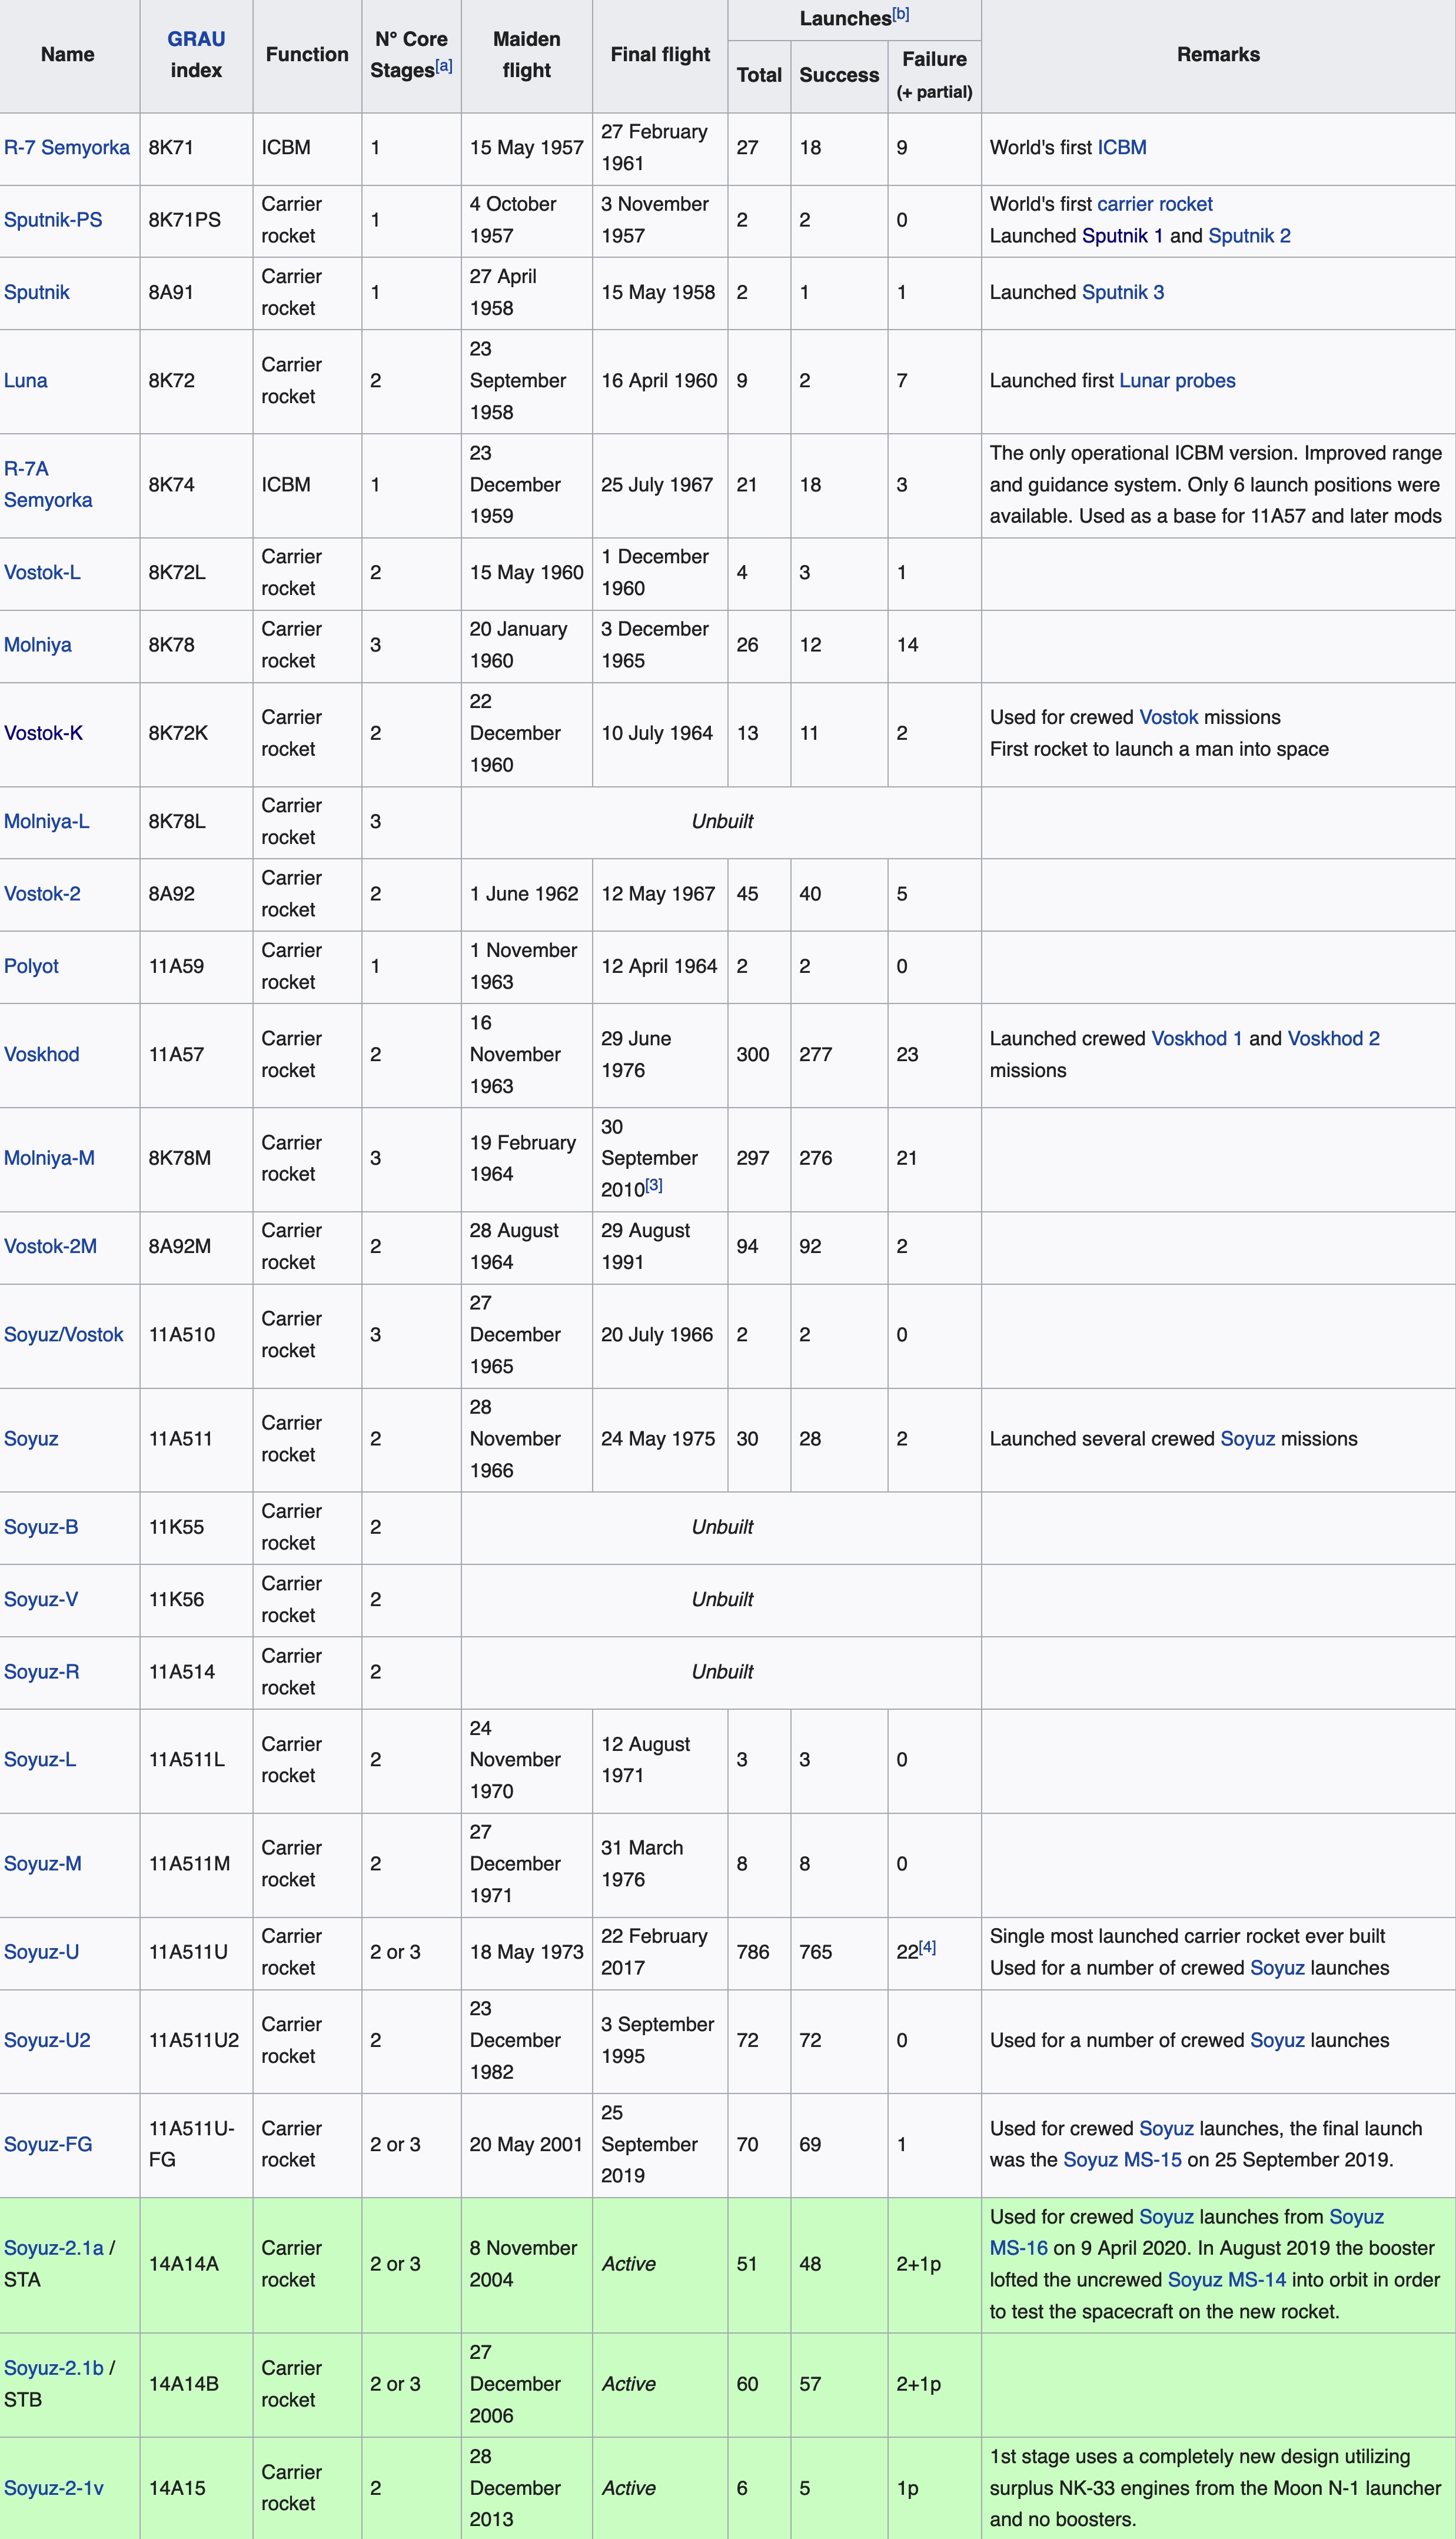 Name
GRAU
index
Function
N° Core
Stages[a]
Maiden
flight
Final flight
Launches[b]
Total
Success
Failure
(+ partial)
Remarks
R-7 Semyorka
8K71
ICBM
1
15 May 1957
27 February
1961
27
18
9
World's first ICBM
Sputnik-PS
8K71PS
Carrier
rocket
1
4 October
1957
3 November
1957
2
2
0
World's first carrier rocket
Launched Sputnik 1 and Sputnik 2
Sputnik
8A91
Carrier
rocket
1
27 April
1958
15 May 1958
2
1
1
Launched Sputnik 3
Luna
8K72
Carrier
rocket
2
23
September
1958
16 April 1960
9
2
7
Launched first Lunar probes
R-7A
Semyorka
8K74
ICBM
1
23
December
1959
25 July 1967
21
18
3
The only operational ICBM version. Improved range
and guidance system. Only 6 launch positions were
available. Used as a base for 11A57 and later mods
Vostok-L
8K72L
Carrier
rocket
2
15 May 1960
1 December
1960
4
3
1
Molniya
8K78
Carrier
rocket
3
20 January
1960
3 December
1965
26
12
14
Vostok-K
8K72K
Carrier
rocket
2
22
December
1960
10 July 1964
13
11
2
Used for crewed Vostok missions
First rocket to launch a man into space
Molniya-L
8K78L
Carrier
rocket
3
Unbuilt
Vostok-2
8A92
Carrier
rocket
2
1 June 1962
12 May 1967
45
40
5
Polyot
11A59
Carrier
rocket
1
1 November
1963
12 April 1964
2
2
0
Voskhod
11A57
Carrier
rocket
2
16
November
1963
29 June
1976
300
277
23
Launched crewed Voskhod 1 and Voskhod 2
missions
Molniya-M
8K78M
Carrier
rocket
3
19 February
1964
30
September
2010[3]
297
276
21
Vostok-2M
8A92M
Carrier
rocket
2
28 August
1964
29 August
1991
94
92
2
Soyuz/Vostok
11A510
Carrier
rocket
3
27
December
1965
20 July 1966
2
2
0
Soyuz
11A511
Carrier
rocket
2
28
November
1966
24 May 1975
30
28
2
Launched several crewed Soyuz missions
Soyuz-B
11K55
Carrier
rocket
2
Unbuilt
Soyuz-V
11K56
Carrier
rocket
2
Unbuilt
Soyuz-R
11A514
Carrier
rocket
2
Unbuilt
Soyuz-L
11A511L
Carrier
rocket
2
24
November
1970
12 August
1971
3
3
0
Soyuz-M
11A511M
Carrier
rocket
2
27
December
1971
31 March
1976
8
8
0
Soyuz-U
11A511U
Carrier
rocket
2 or 3
18 May 1973
22 February
2017
786
765
22[4]
Single most launched carrier rocket ever built
Used for a number of crewed Soyuz launches
Soyuz-U2
11A511U2
Carrier
rocket
2
23
December
1982
3 September
1995
72
72
0
Used for a number of crewed Soyuz launches
Soyuz-FG
11A511U-
FG
Carrier
rocket
2 or 3
20 May 2001
25
September
2019
70
69
1
Used for crewed Soyuz launches, the final launch
was the Soyuz MS-15 on 25 September 2019.
Soyuz-2.1a /
STA
14A14A
Carrier
rocket
2 or 3
8 November
2004
Active
51
48
2+1p
Used for crewed Soyuz launches from Soyuz
MS-16 on 9 April 2020. In August 2019 the booster
lofted the uncrewed Soyuz MS-14 into orbit in order
to test the spacecraft on the new rocket.
Soyuz-2.1b /
STB
14A14B
Carrier
rocket
2 or 3
27
December
2006
Active
60
57
2+1p
Soyuz-2-1v
14A15
Carrier
rocket
2
28
December
2013
Active
6
5
1p
1st stage uses a completely new design utilizing
surplus NK-33 engines from the Moon N-1 launcher
and no boosters.